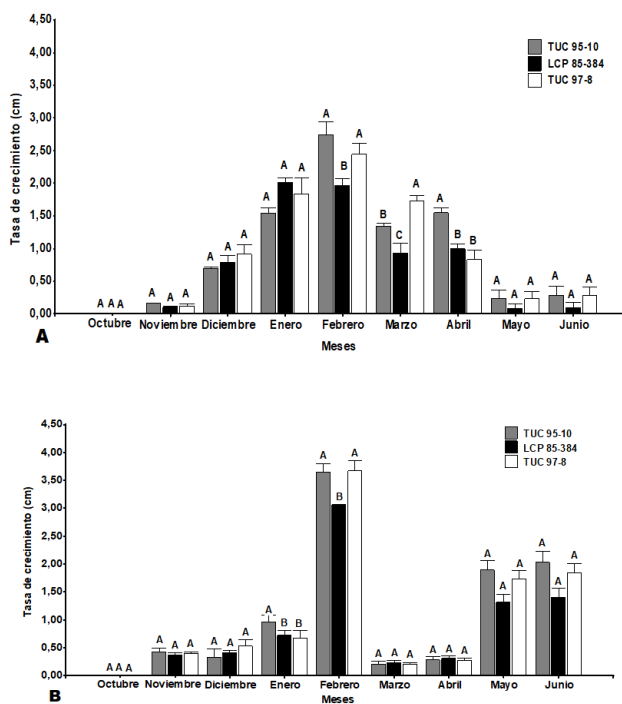 4,50
4,00
3,50
3,00
2,50
2,00
1,50
1,00
0,50
0,00
Tasa de crecimiento (cm)
TUC 95-10
LCP 85-384
TUC 97-8
A A A
A A A
A A A
A A A
A B A
B C A
A B B
A A A
A A A
Octubre Noviembre Diciembre Enero Febrero Marzo Abril Mayo Junio
Meses
A
4,50
4,00
3,50
3,00
2,50
2,00
1,50
1,00
0,50
0,00
Tasa de crecimiento (cm)
TUC 95-10
LCP 85-384
TUC 97-8
A A A
A A A
A A A
A B B
A B A
A A A
A A A
A A A
A A A
Octubre Noviembre Diciembre Enero Febrero Marzo Abril Mayo Junio
Meses
B